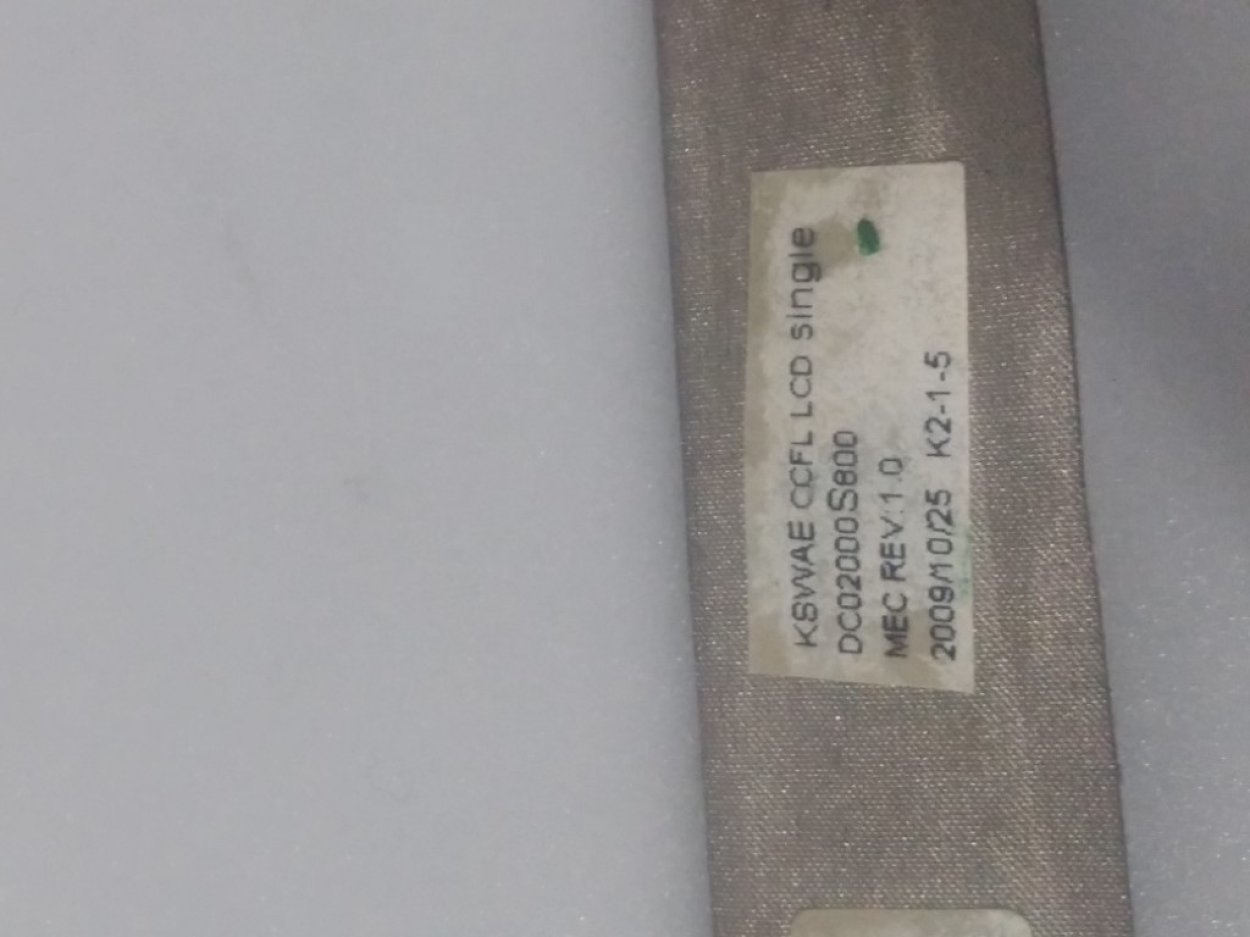 KSWAE CCFL LCD single
DC02000S800
MEC REV:1.0
2009/10/25 K2-1-5